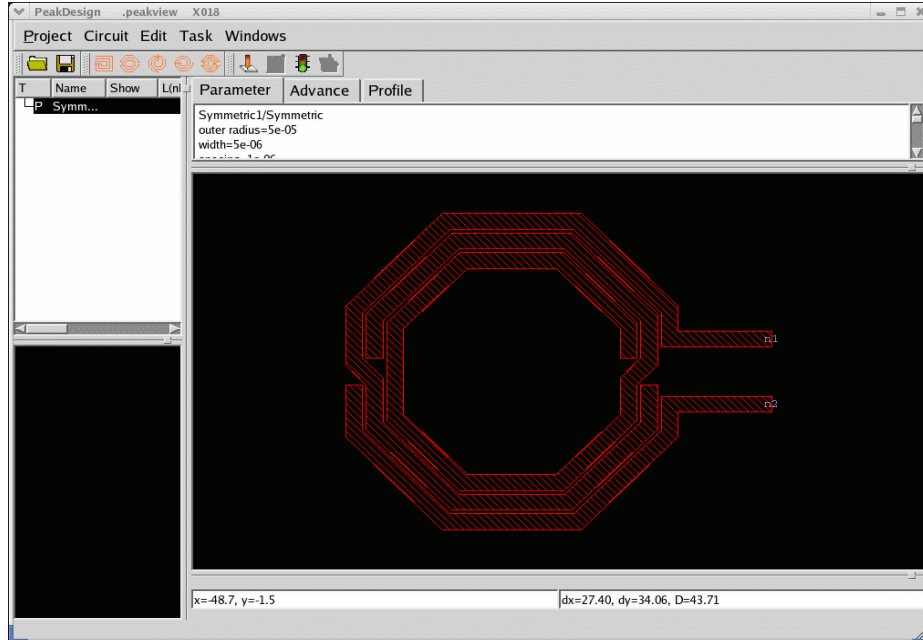 PeakDesign .peakview X018
Project Circuit Edit Task Windows
T Name Show L(nl
P Symm...
Parameter Advance Profile
Symmetric1/Symmetric
outer radius=5e-05
width=5e-06
n1
n2
x=-48.7, y=-1.5
dx=27.40, dy=34.06, D=43.71